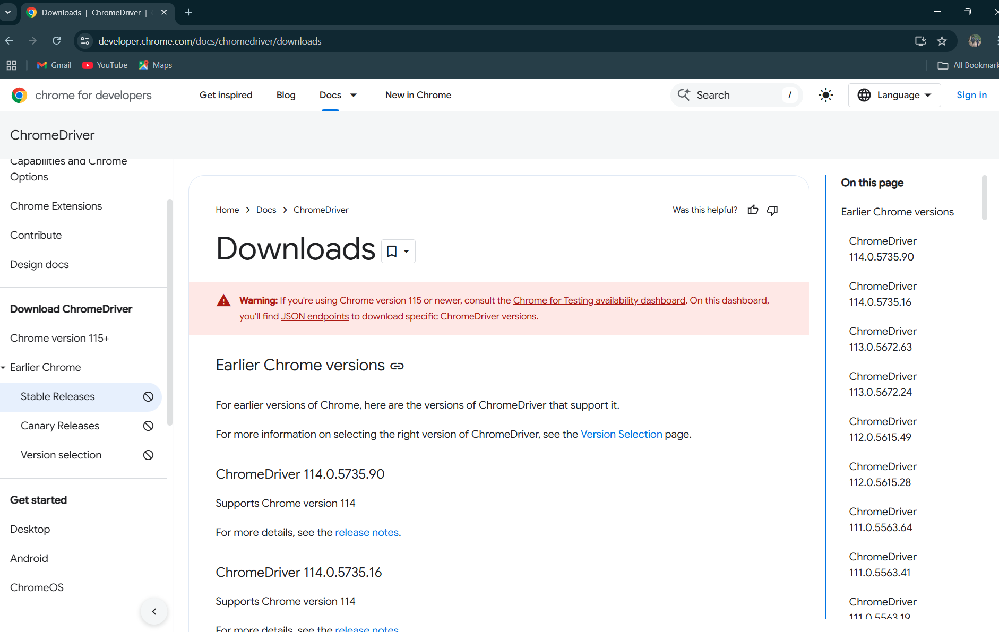 Downloads | ChromeDriver |
developer.chrome.com/docs/chromedriver/downloads
Gmail
YouTube
Maps
All Bookmark
chrome for developers
Get inspired
Blog
Docs
New in Chrome
Search
/
Language
Sign in
ChromeDriver
Capabilities and Chrome
Options
Chrome Extensions
Contribute
Design docs
Download ChromeDriver
Chrome version 115+
Earlier Chrome
Stable Releases
Canary Releases
Version selection
Get started
Desktop
Android
ChromeOS
Home > Docs > ChromeDriver
Was this helpful?
Downloads
Warning: If you're using Chrome version 115 or newer, consult the Chrome for Testing availability dashboard. On this dashboard,
you'll find JSON endpoints to download specific ChromeDriver versions.
Earlier Chrome versions
For earlier versions of Chrome, here are the versions of ChromeDriver that support it.
For more information on selecting the right version of ChromeDriver, see the Version Selection page.
ChromeDriver 114.0.5735.90
Supports Chrome version 114
For more details, see the release notes.
ChromeDriver 114.0.5735.16
Supports Chrome version 114
For more details, see the release notes
On this page
Earlier Chrome versions
ChromeDriver
114.0.5735.90
ChromeDriver
114.0.5735.16
ChromeDriver
113.0.5672.63
ChromeDriver
113.0.5672.24
ChromeDriver
112.0.5615.49
ChromeDriver
112.0.5615.28
ChromeDriver
111.0.5563.64
ChromeDriver
111.0.5563.41
ChromeDriver
111.0.5563.19